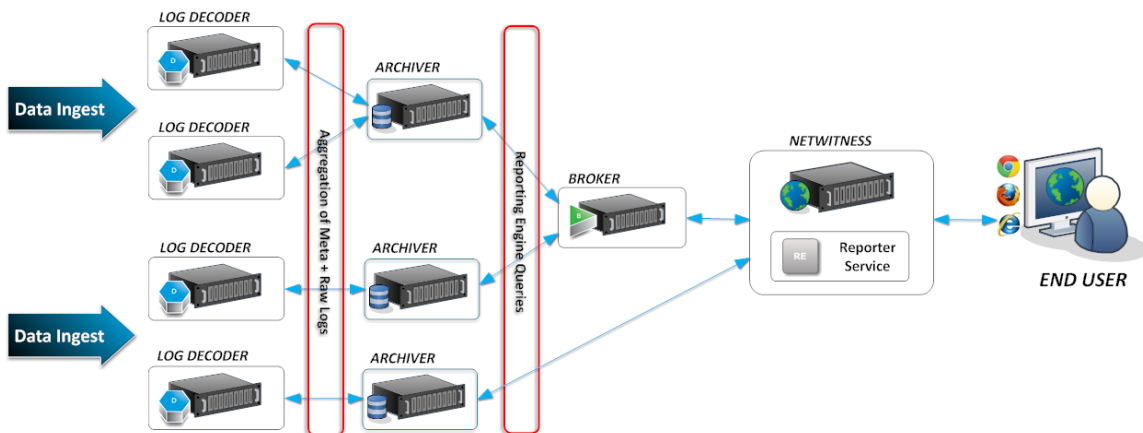 LOG DECODER
D
Data Ingest
LOG DECODER
D
LOG DECODER
D
Data Ingest
LOG DECODER
D
Aggregation of Meta + Raw Logs
ARCHIVER
ARCHIVER
ARCHIVER
Reporting Engine Queries
BROKER
B
NETWITNESS
RE
Reporter
Service
END USER